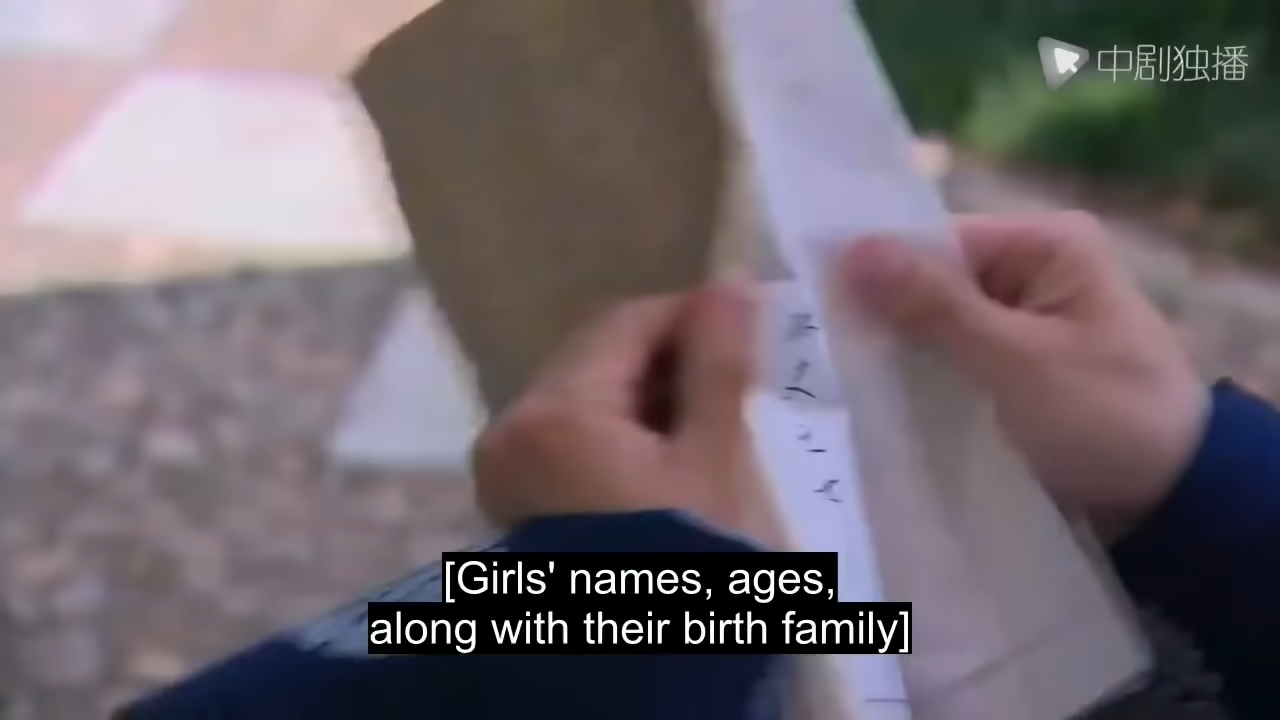 中剧独播
[Girls' names, ages,
along with their birth family]